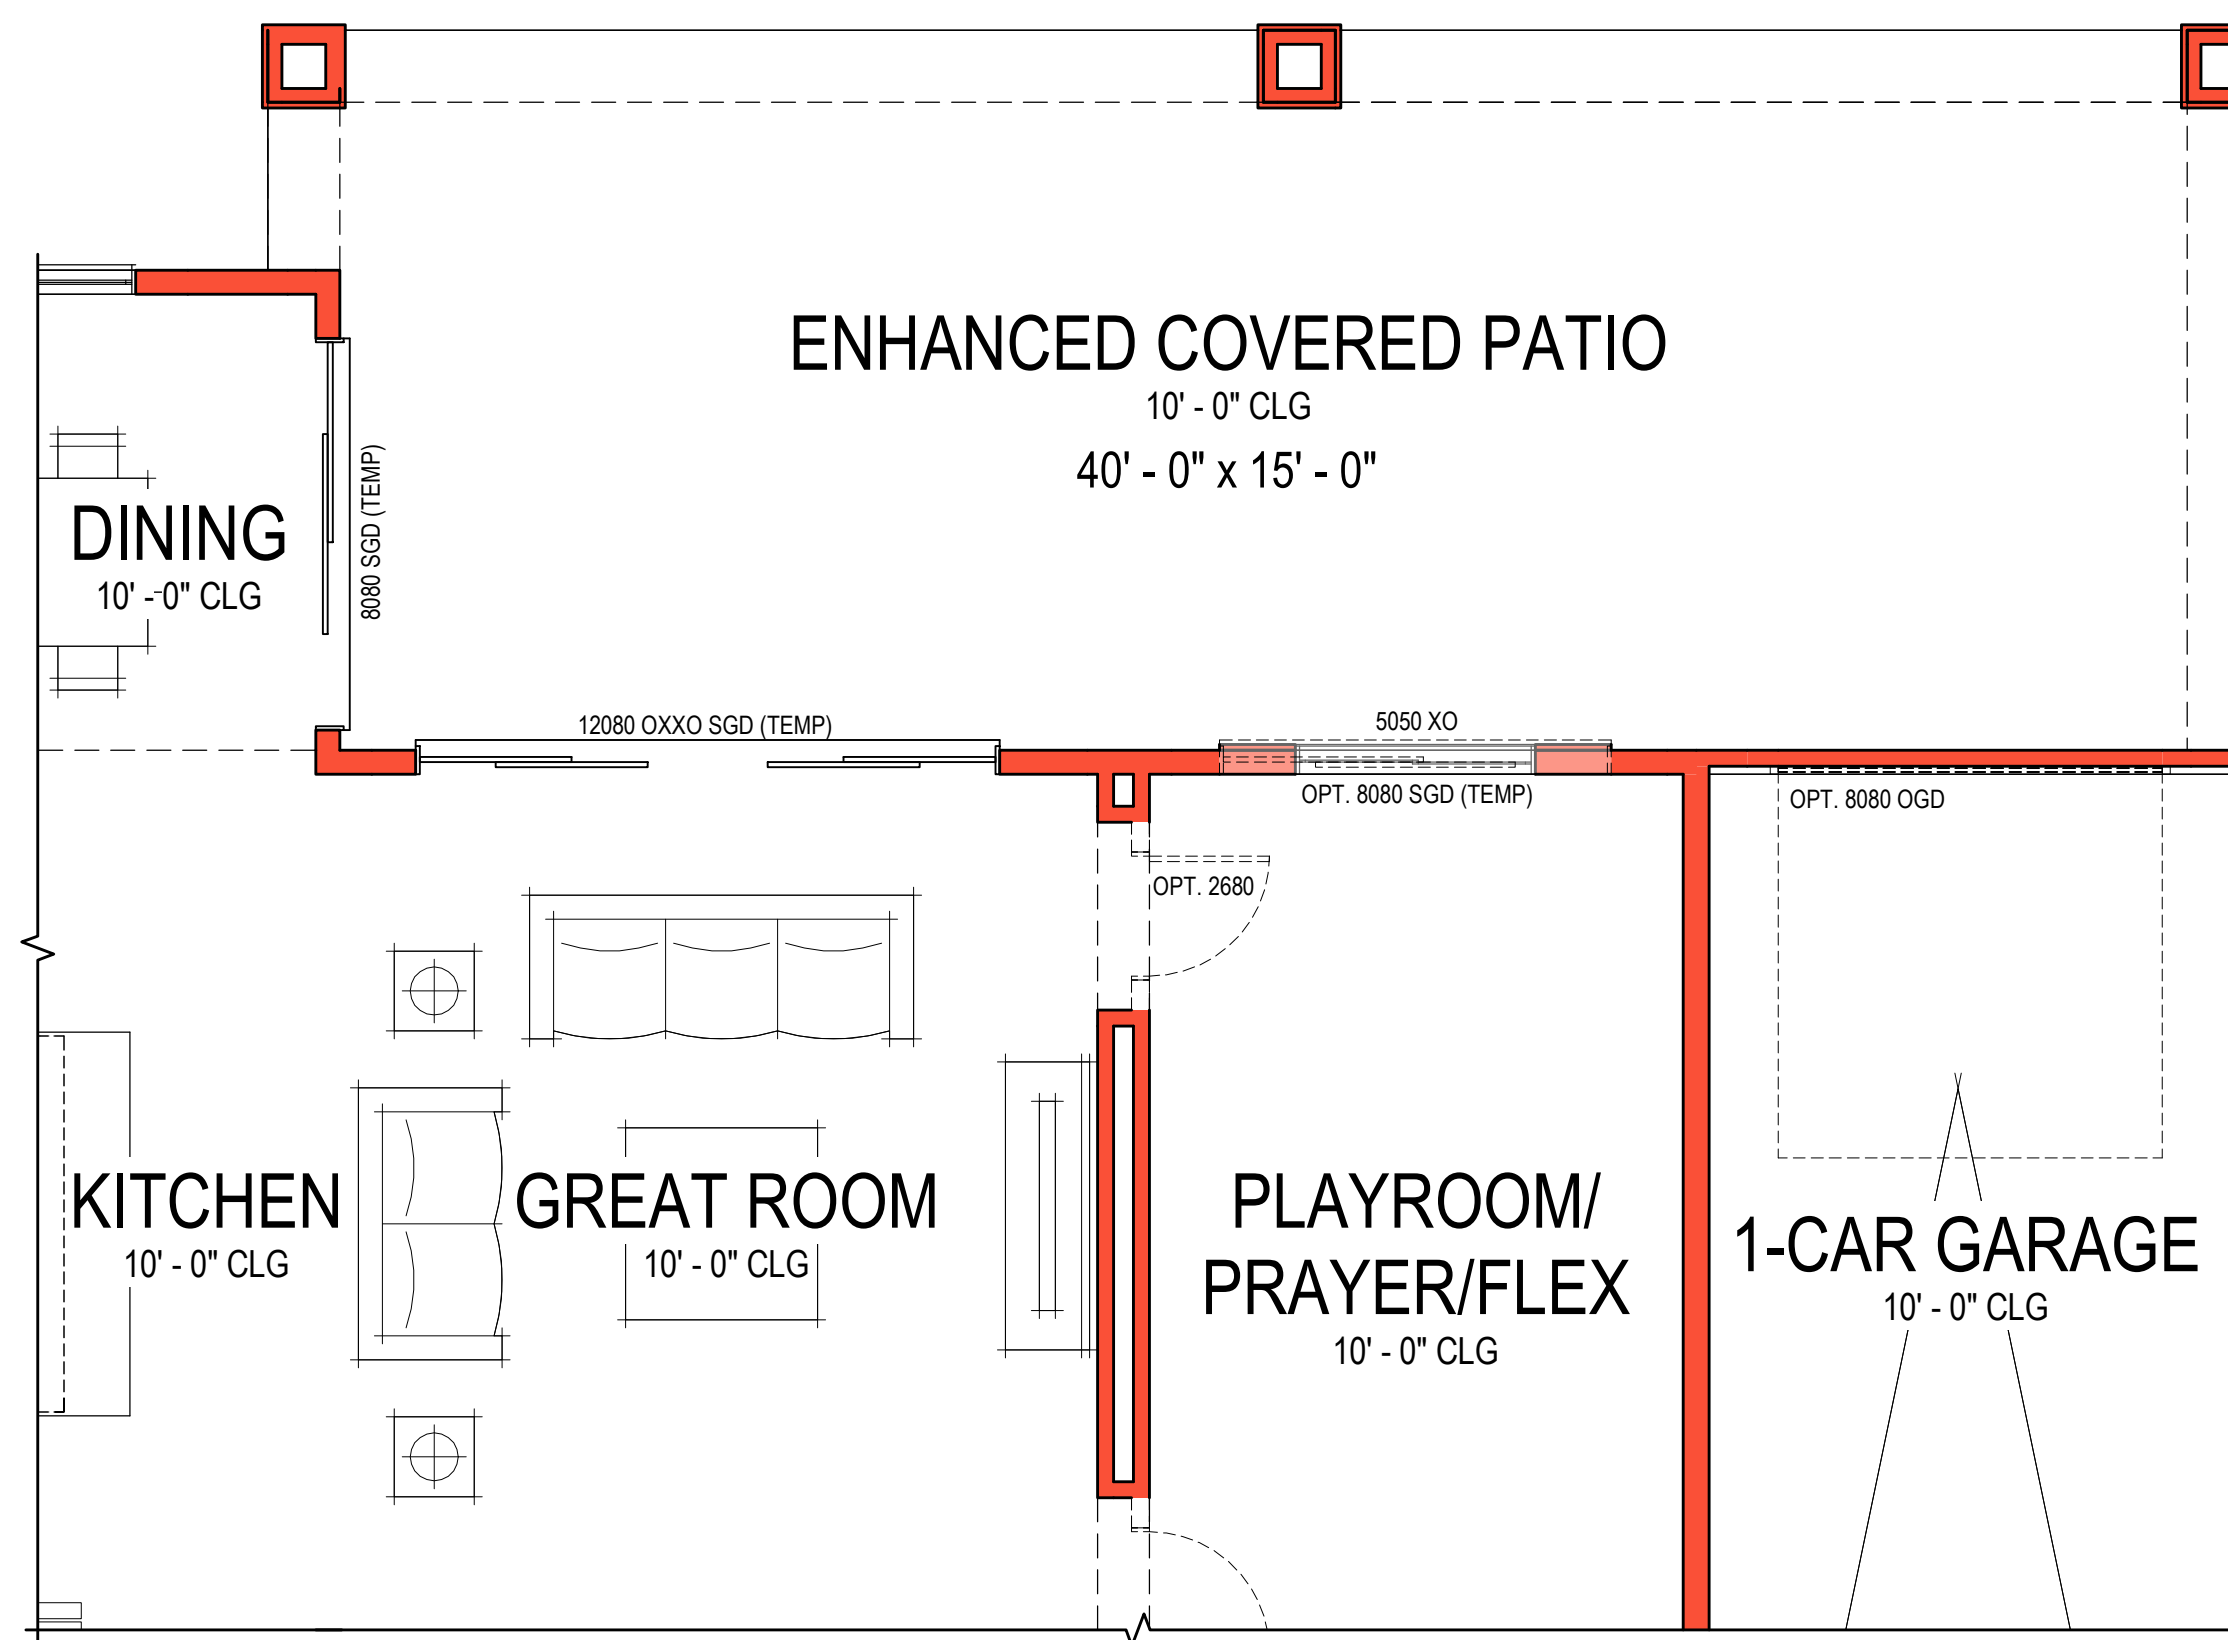 ENHANCED COVERED PATIO
10' - 0" CLG
40' - 0" x 15' - 0"
DINING
10' - 0" CLG
8080 SGD (TEMP)
12080 OXXO SGD (TEMP)
5050 XO
OPT. 8080 SGD (TEMP)
OPT. 8080 OGD
OPT. 2680
KITCHEN
10' - 0" CLG
GREAT ROOM
10' - 0" CLG
PLAYROOM/
PRAYER/FLEX
10' - 0" CLG
1-CAR GARAGE
10' - 0" CLG